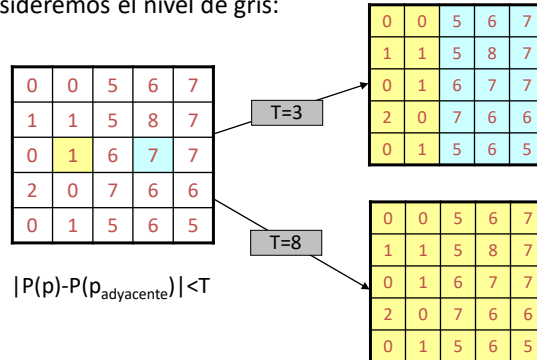 sideremos el nivel de gris:
0 0 5 6 7
1 1 5 8 7
0 1 6 7 7
2 0 7 6 6
0 1 5 6 5
|P(p)-P(p_adyacente)|<T
T=3
0 0 5 6 7
1 1 5 8 7
0 1 6 7 7
2 0 7 6 6
0 1 5 6 5
T=8
0 0 5 6 7
1 1 5 8 7
0 1 6 7 7
2 0 7 6 6
0 1 5 6 5